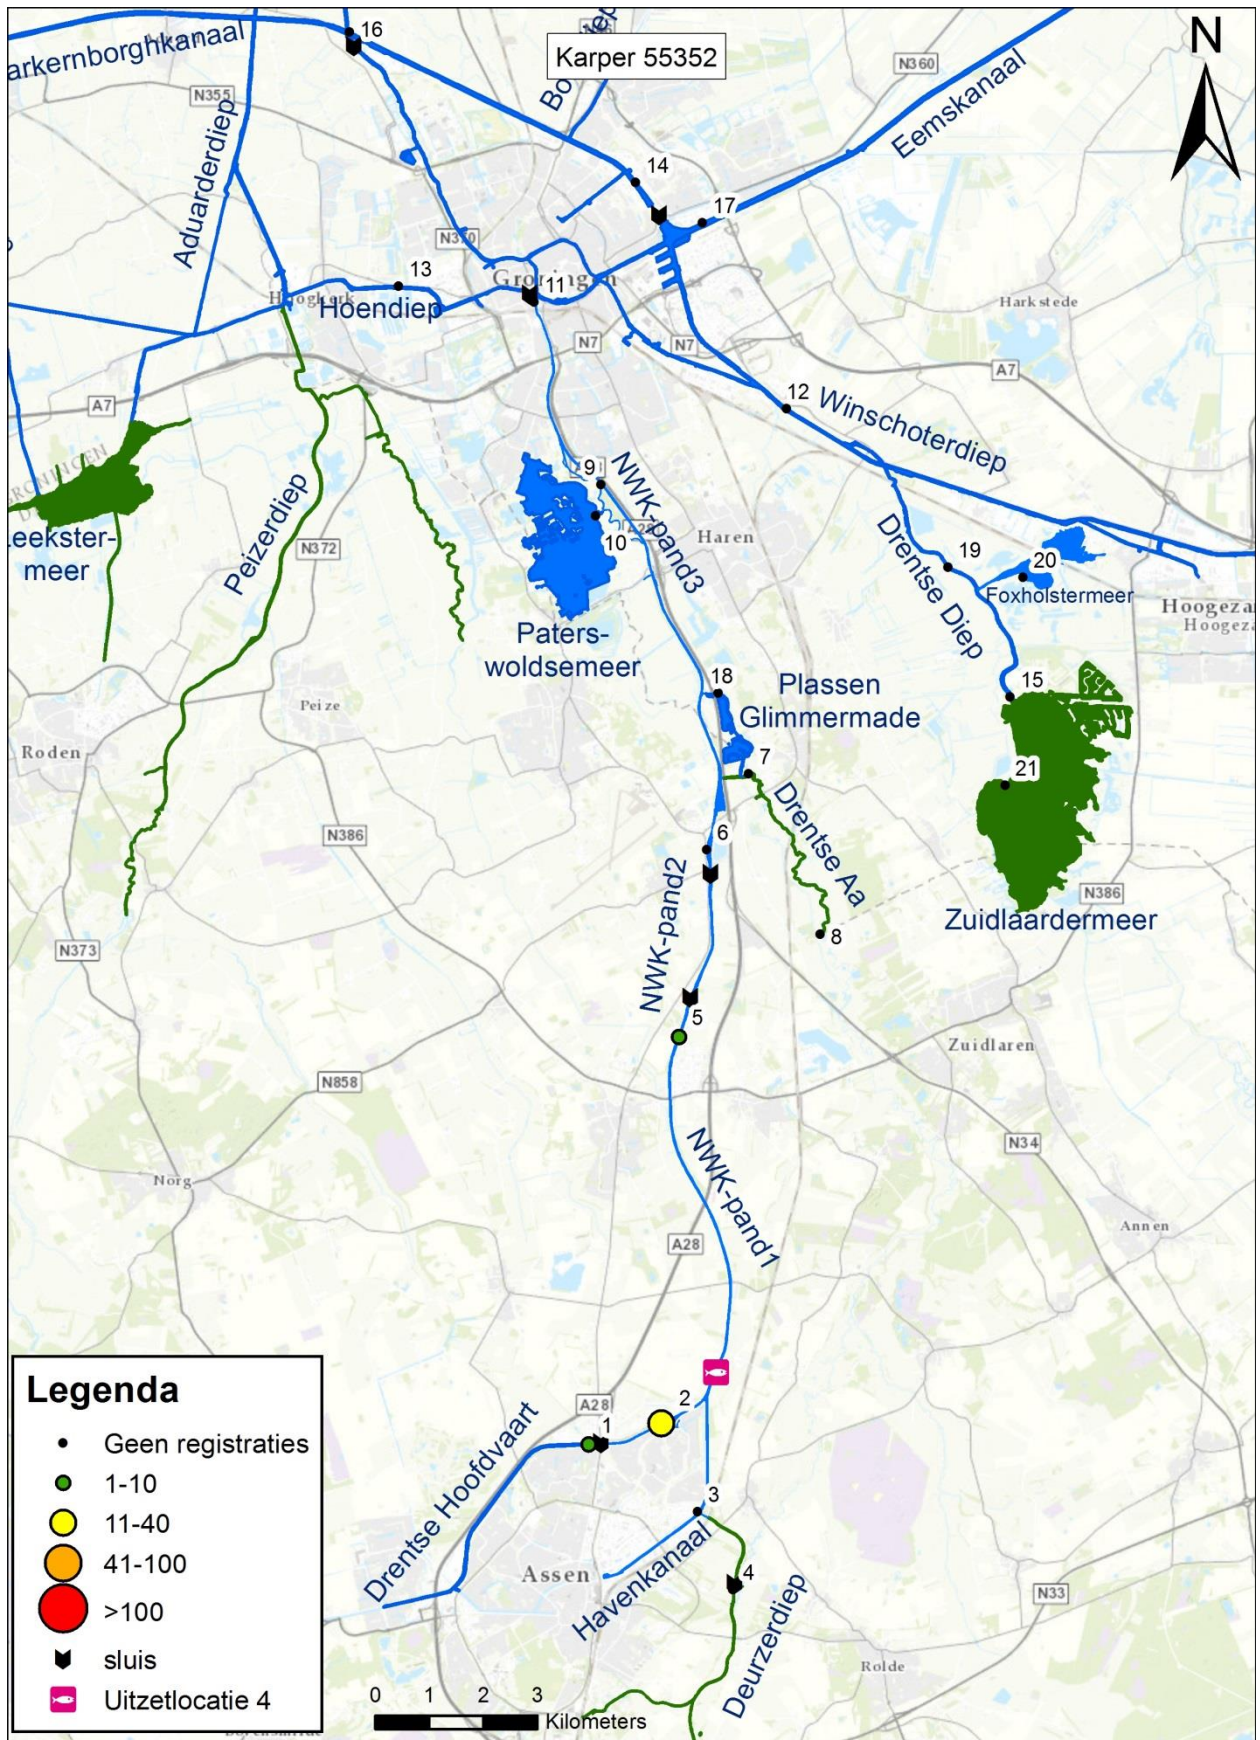 16
Karper 55352
N
arkernborghkanaal
N360
N355
Eemskanaal
Aduarderdiep
14
17
N370
Groningen
13
11
Hoogkerk
Hoendiep
Harkstede
N7
N7
A7
12
Winschoterdiep
A7
GRONINGEN
9
NWK-pand3
Leekster-
meer
Peizerdiep
N372
10
A28
Haren
Drentse Diep
19
20
Foxholstermeer
Hoogeza
Hoogeza
Paters-
woldsemeer
18
Plassen
Glimmermade
15
Peize
Roden
7
21
Drentse Aa
N386
6
NWK-pand2
N386
Zuidlaardermeer
8
N373
5
Zuidlaren
N858
NWK-pand1
N34
Norg
Annen
A28
Legenda
Geen registraties
1-10
11-40
41-100
>100
sluis
Uitzetlocatie 4
A28
1
2
3
Drentse Hoofdvaart
Assen
Havenkanaal
4
Deurzerdiep
N33
Rolde
0 1 2 3
Kilometers